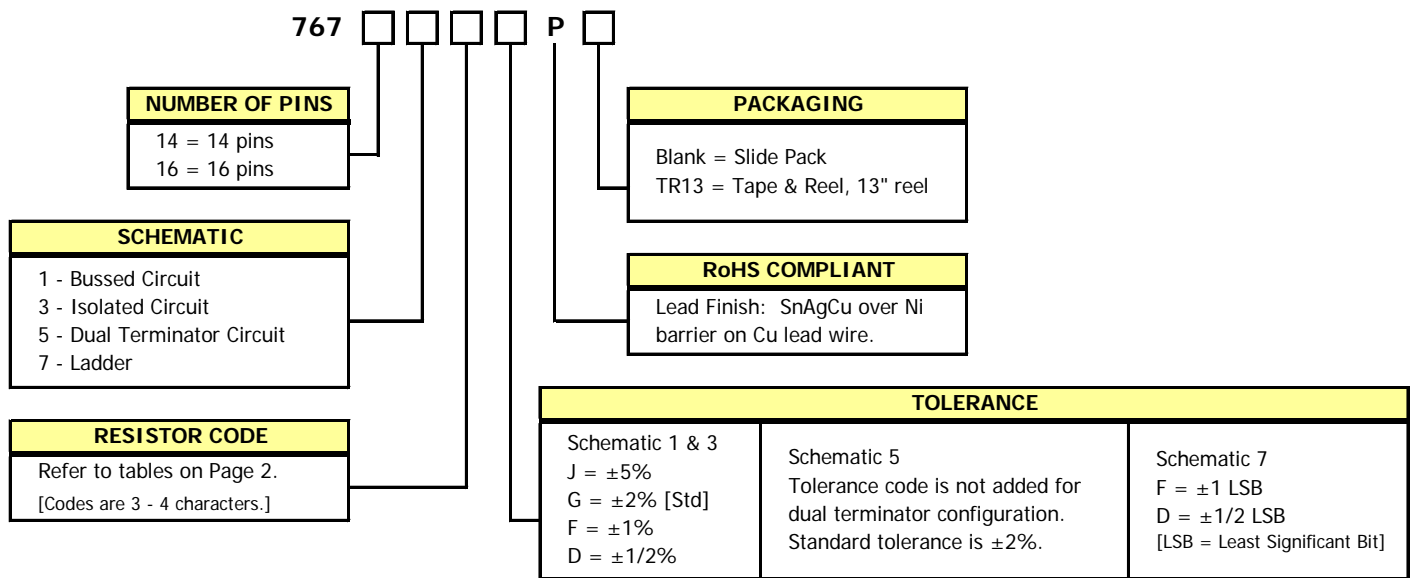 767 P
NUMBER OF PINS
14 = 14 pins
16 = 16 pins
SCHEMATIC
1 - Bussed Circuit
3 - Isolated Circuit
5 - Dual Terminator Circuit
7 - Ladder
RESISTOR CODE
Refer to tables on Page 2.
[Codes are 3 - 4 characters.]
PACKAGING
Blank = Slide Pack
TR13 = Tape & Reel, 13" reel
RoHS COMPLIANT
Lead Finish: SnAgCu over Ni
barrier on Cu lead wire.
TOLERANCE
Schematic 1 & 3
J = ±5%
G = ±2% [Std]
F = ±1%
D = ±1/2%
Schematic 5
Tolerance code is not added for
dual terminator configuration.
Standard tolerance is ±2%.
Schematic 7
F = ±1 LSB
D = ±1/2 LSB
[LSB = Least Significant Bit]